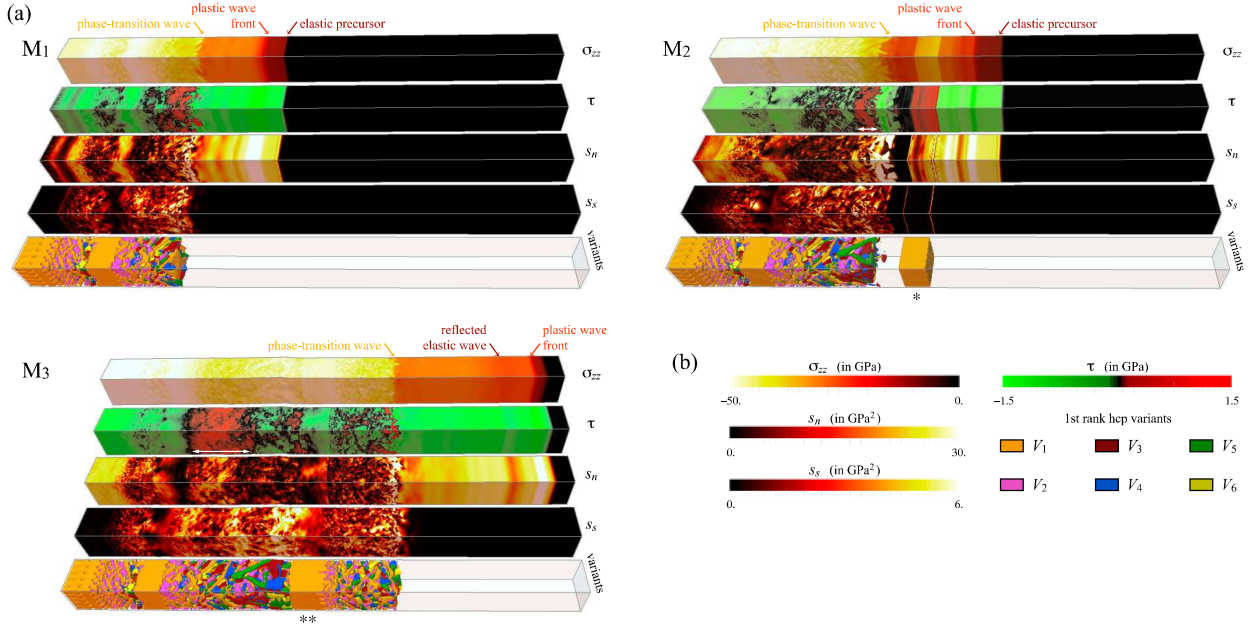 (a)
phase-transition wave
plastic wave
front
elastic precursor
M1
σzz
τ
sn
ss
variants
phase-transition wave
plastic wave
front
elastic precursor
M2
σzz
τ
sn
ss
variants
*
phase-transition wave
reflected
elastic wave
plastic wave
front
M3
σzz
τ
sn
ss
variants
**
(b)
σzz (in GPa)
−50. 0.
sn (in GPa²)
0. 30.
ss (in GPa²)
0. 6.
τ (in GPa)
−1.5 1.5
1st rank hcp variants
V1 V3 V5
V2 V4 V6